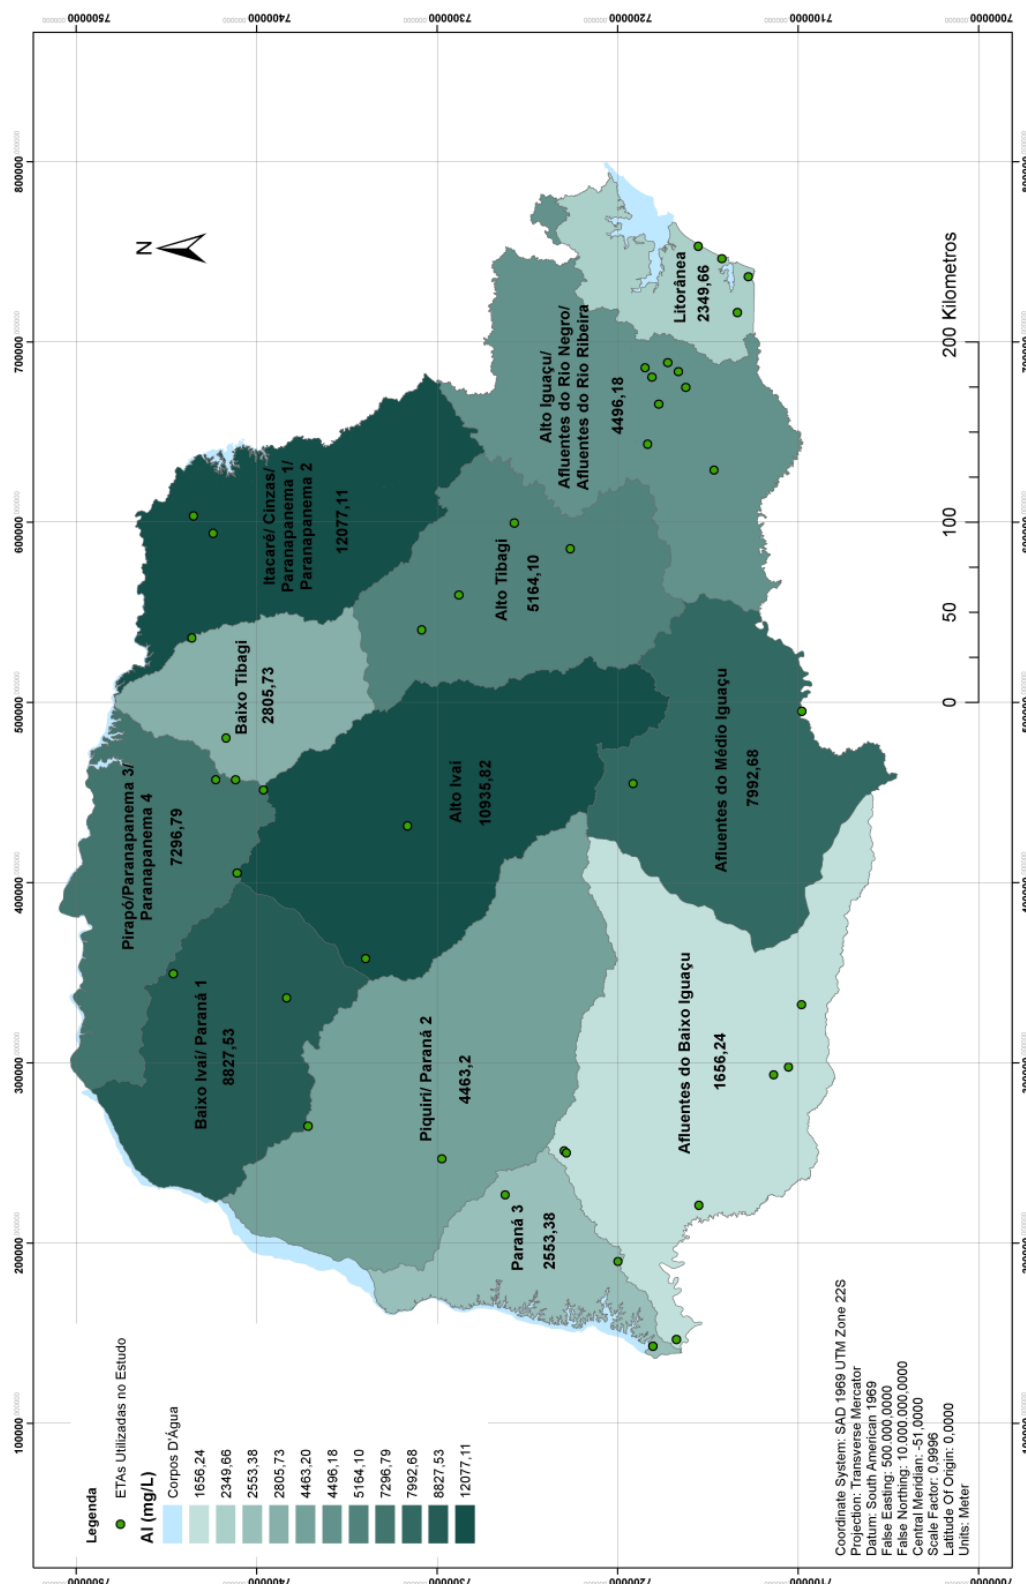 7500000
7400000
7300000
7200000
7100000
7000000
100000
200000
300000
400000
500000
600000
700000
800000
N
Itacaré/ Cinzas/
Paranapanema 1/
Paranapanema 2
12077,11
Baixo Tibagi
2805,73
Pirapó/Paranapanema 3/
Paranapanema 4
7296,79
Baixo Ivaí/ Paraná 1
8827,53
Alto Ivaí
10935,82
Alto Tibagi
5164,10
Alto Iguaçu/
Afluentes do Rio Negro/
Afluentes do Rio Ribeira
4496,18
Litorânea
2349,66
Piquiri/ Paraná 2
4463,2
Paraná 3
2553,38
Afluentes do Baixo Iguaçu
1656,24
Afluentes do Médio Iguaçu
7992,68
0 50 100 200 Kilometros
Legenda
ETAs Utilizadas no Estudo
Al (mg/L)
Corpos D'Água
1656,24
2349,66
2553,38
2805,73
4463,20
4496,18
5164,10
7296,79
7992,68
8827,53
12077,11
Coordinate System: SAD 1969 UTM Zone 22S
Projection: Transverse Mercator
Datum: South American 1969
False Easting: 500.000,0000
False Northing: 10.000.000,0000
Central Meridian: -51,0000
Scale Factor: 0,9996
Latitude Of Origin: 0,0000
Units: Meter